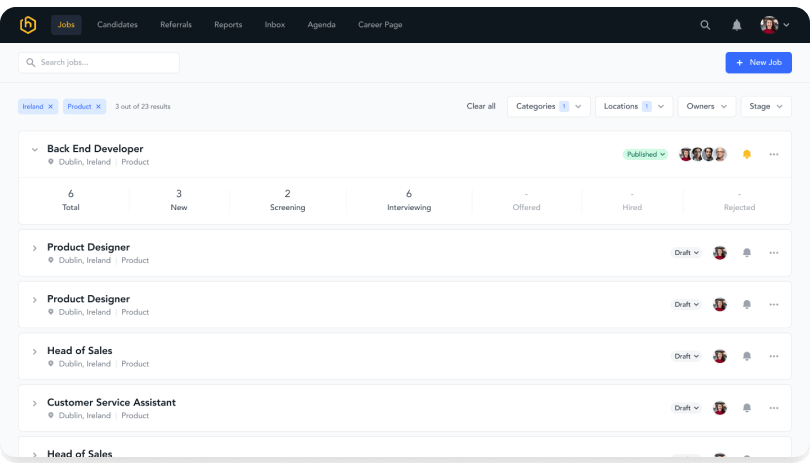 Jobs Candidates Referrals Reports Inbox Agenda Career Page
Search jobs... + New Job
Ireland × Product × 3 out of 23 results Clear all Categories 1 Locations 1 Owners Stage
Back End Developer
Dublin, Ireland | Product
Published
6 3 2 6 - - -
Total New Screening Interviewing Offered Hired Rejected
Product Designer
Dublin, Ireland | Product
Draft
Product Designer
Dublin, Ireland | Product
Draft
Head of Sales
Dublin, Ireland | Product
Draft
Customer Service Assistant
Dublin, Ireland | Product
Draft
Head of Sales